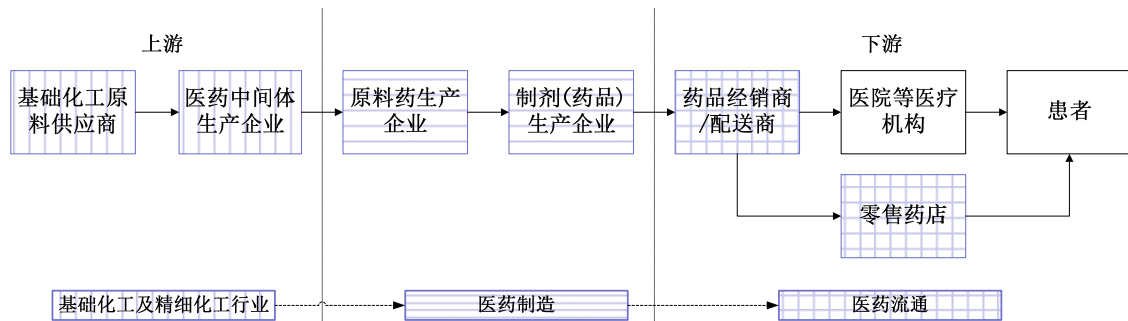 上游
下游
基础化工原
料供应商
医药中间体
生产企业
原料药生产
企业
制剂(药品)
生产企业
药品经销商
/配送商
医院等医疗
机构
患者
零售药店
基础化工及精细化工行业
医药制造
医药流通